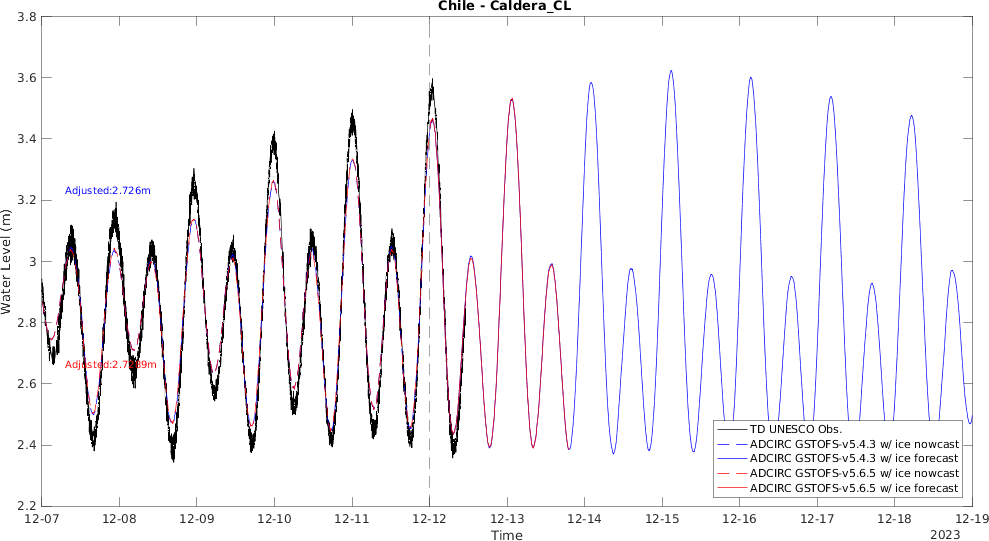 Chile - Caldera_CL
3.8
3.6
3.4
3.2
3
2.8
2.6
2.4
2.2
Water Level (m)
Adjusted:2.726m
Adjusted:2.7289m
TD UNESCO Obs.
ADCIRC GSTOFS-v5.4.3 w/ ice nowcast
ADCIRC GSTOFS-v5.4.3 w/ ice forecast
ADCIRC GSTOFS-v5.6.5 w/ ice nowcast
ADCIRC GSTOFS-v5.6.5 w/ ice forecast
12-07 12-08 12-09 12-10 12-11 12-12 12-13 12-14 12-15 12-16 12-17 12-18 12-19
Time
2023